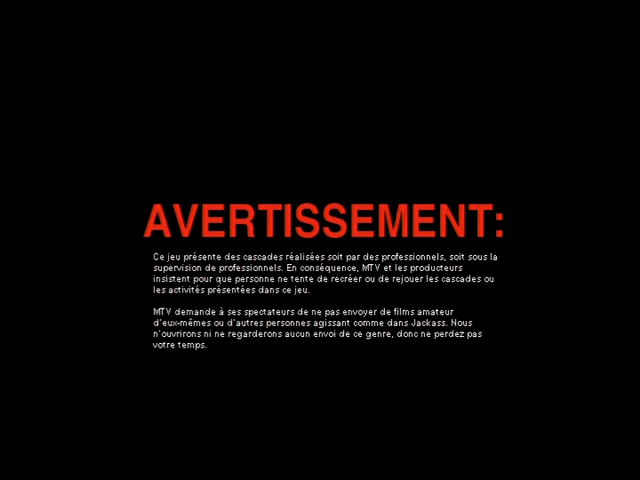 AVERTISSEMENT:
Ce jeu présente des cascades réalisées soit par des professionnels, soit sous la
supervision de professionnels. En conséquence, MTV et les producteurs
insistent pour que personne ne tente de recréer ou de rejouer les cascades ou
les activités présentées dans ce jeu.
MTV demande à ses spectateurs de ne pas envoyer de films amateur
d'eux-mêmes ou d'autres personnes agissant comme dans Jackass. Nous
n'ouvrirons ni ne regarderons aucun envoi de ce genre, donc ne perdez pas
votre temps.